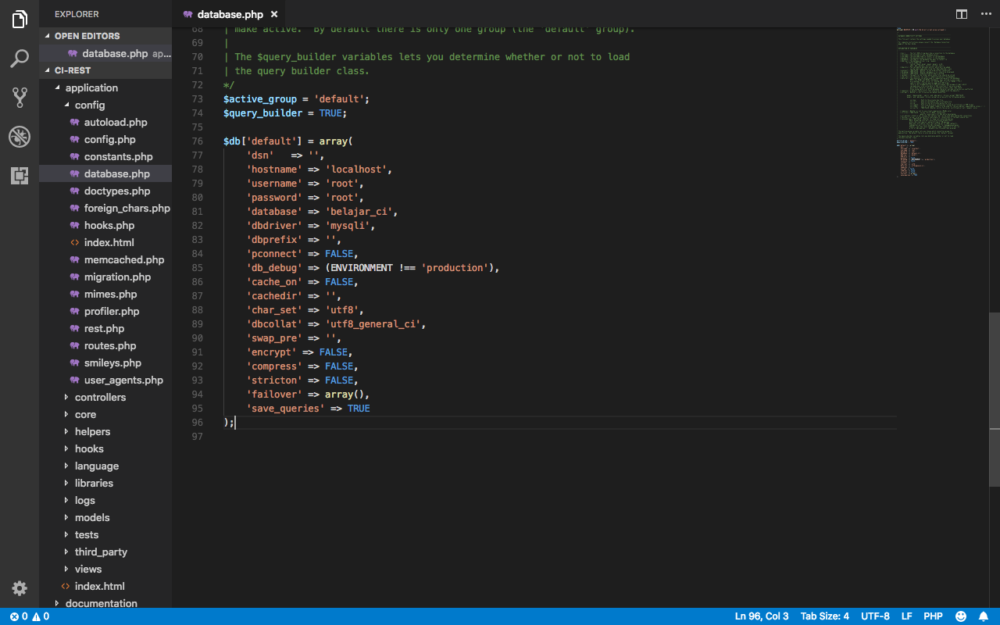 EXPLORER
OPEN EDITORS
database.php ap...
CI-REST
application
config
autoload.php
config.php
constants.php
database.php
doctypes.php
foreign_chars.php
hooks.php
index.html
memcached.php
migration.php
mimes.php
profiler.php
rest.php
routes.php
smileys.php
user_agents.php
controllers
core
helpers
hooks
language
libraries
logs
models
tests
third_party
views
index.html
documentation
database.php ×
68 | make active.  By default there is only one group (the 'default' group).
69 |
70 | The $query_builder variables lets you determine whether or not to load
71 | the query builder class.
72 */
73 $active_group = 'default';
74 $query_builder = TRUE;
75
76 $db['default'] = array(
77     'dsn'   => '',
78     'hostname' => 'localhost',
79     'username' => 'root',
80     'password' => 'root',
81     'database' => 'belajar_ci',
82     'dbdriver' => 'mysqli',
83     'dbprefix' => '',
84     'pconnect' => FALSE,
85     'db_debug' => (ENVIRONMENT !== 'production'),
86     'cache_on' => FALSE,
87     'cachedir' => '',
88     'char_set' => 'utf8',
89     'dbcollat' => 'utf8_general_ci',
90     'swap_pre' => '',
91     'encrypt' => FALSE,
92     'compress' => FALSE,
93     'stricton' => FALSE,
94     'failover' => array(),
95     'save_queries' => TRUE
96 );
97
0 0 Ln 96, Col 3 Tab Size: 4 UTF-8 LF PHP